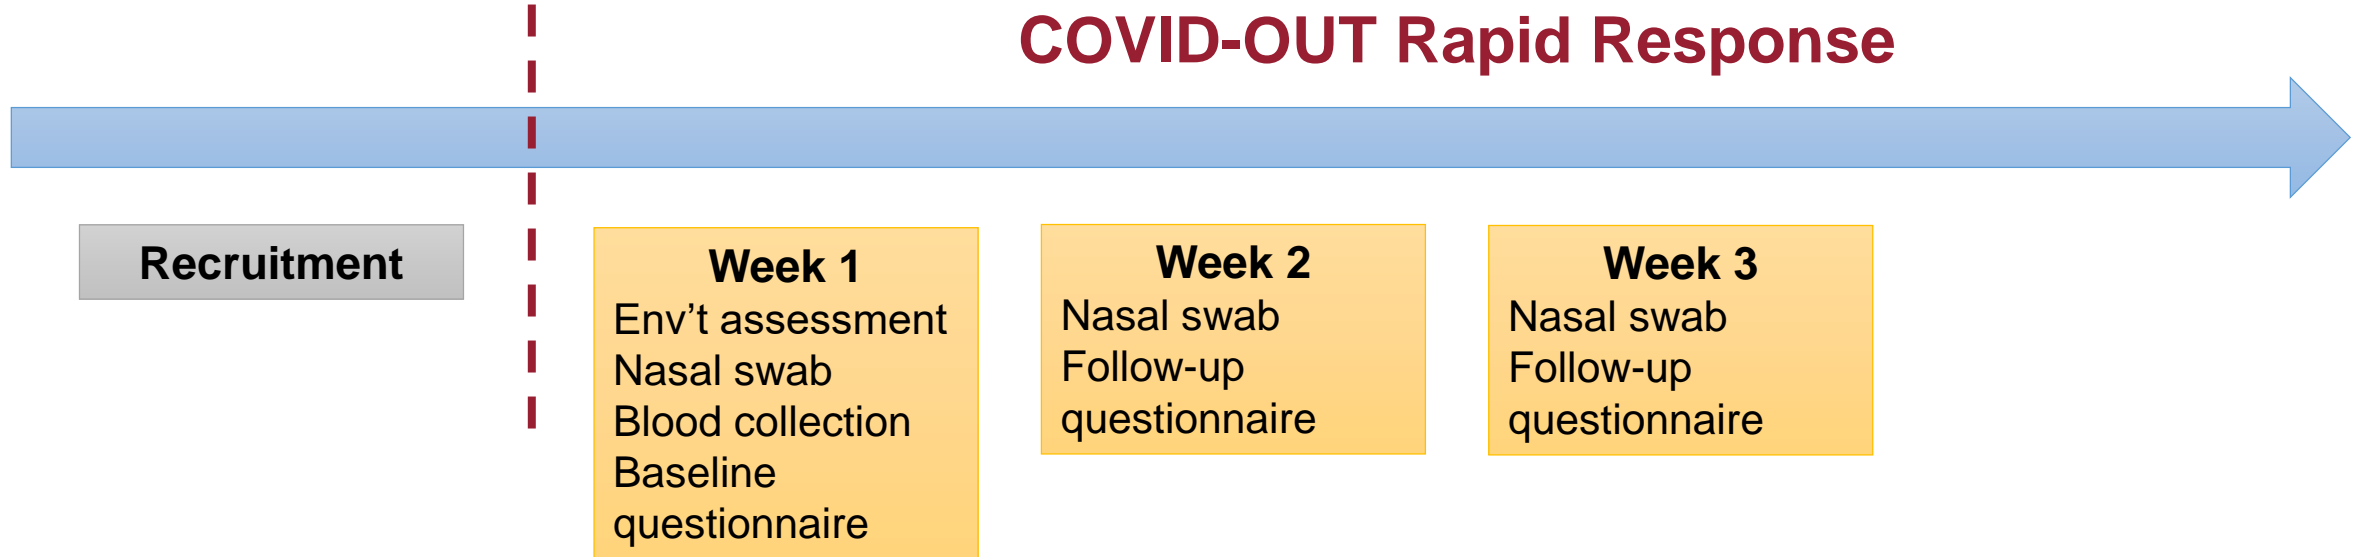 COVID-OUT Rapid Response
Recruitment
Week 1
Env’t assessment
Nasal swab
Blood collection
Baseline
questionnaire
Week 2
Nasal swab
Follow-up
questionnaire
Week 3
Nasal swab
Follow-up
questionnaire